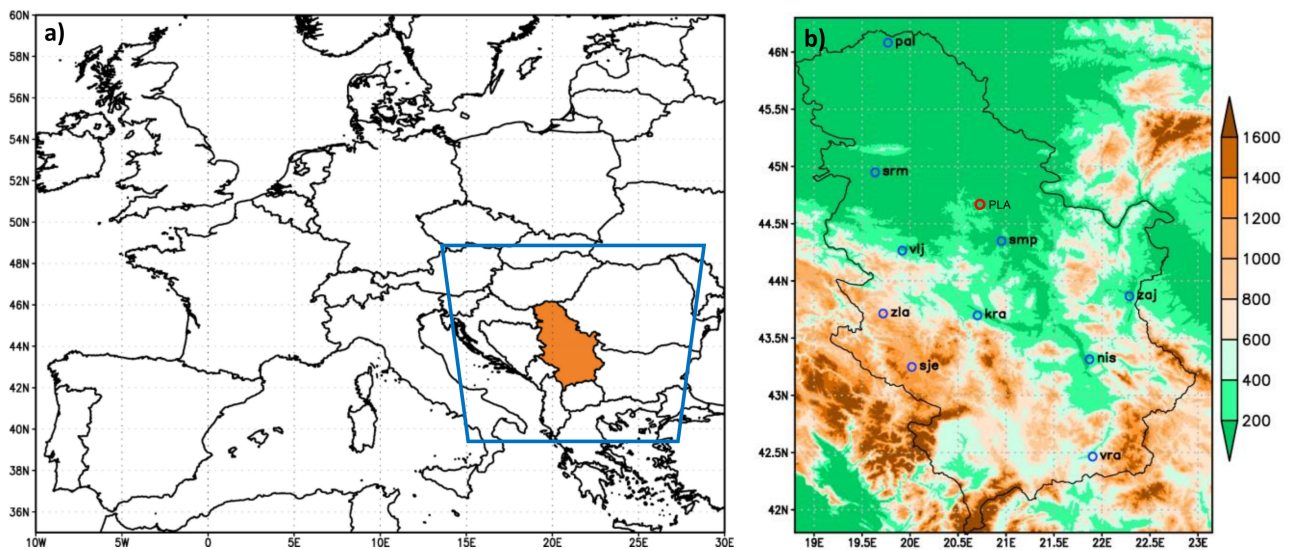 a)
60N
58N
56N
54N
52N
50N
48N
46N
44N
42N
40N
38N
36N
10W
5W
0
5E
10E
15E
20E
25E
30E
b)
46N
45.5N
45N
44.5N
44N
43.5N
43N
42.5N
42N
19E
19.5E
20E
20.5E
21E
21.5E
22E
22.5E
23E
pal
srm
PLA
smp
vlj
zaj
zla
kra
nis
sje
vra
1600
1400
1200
1000
800
600
400
200